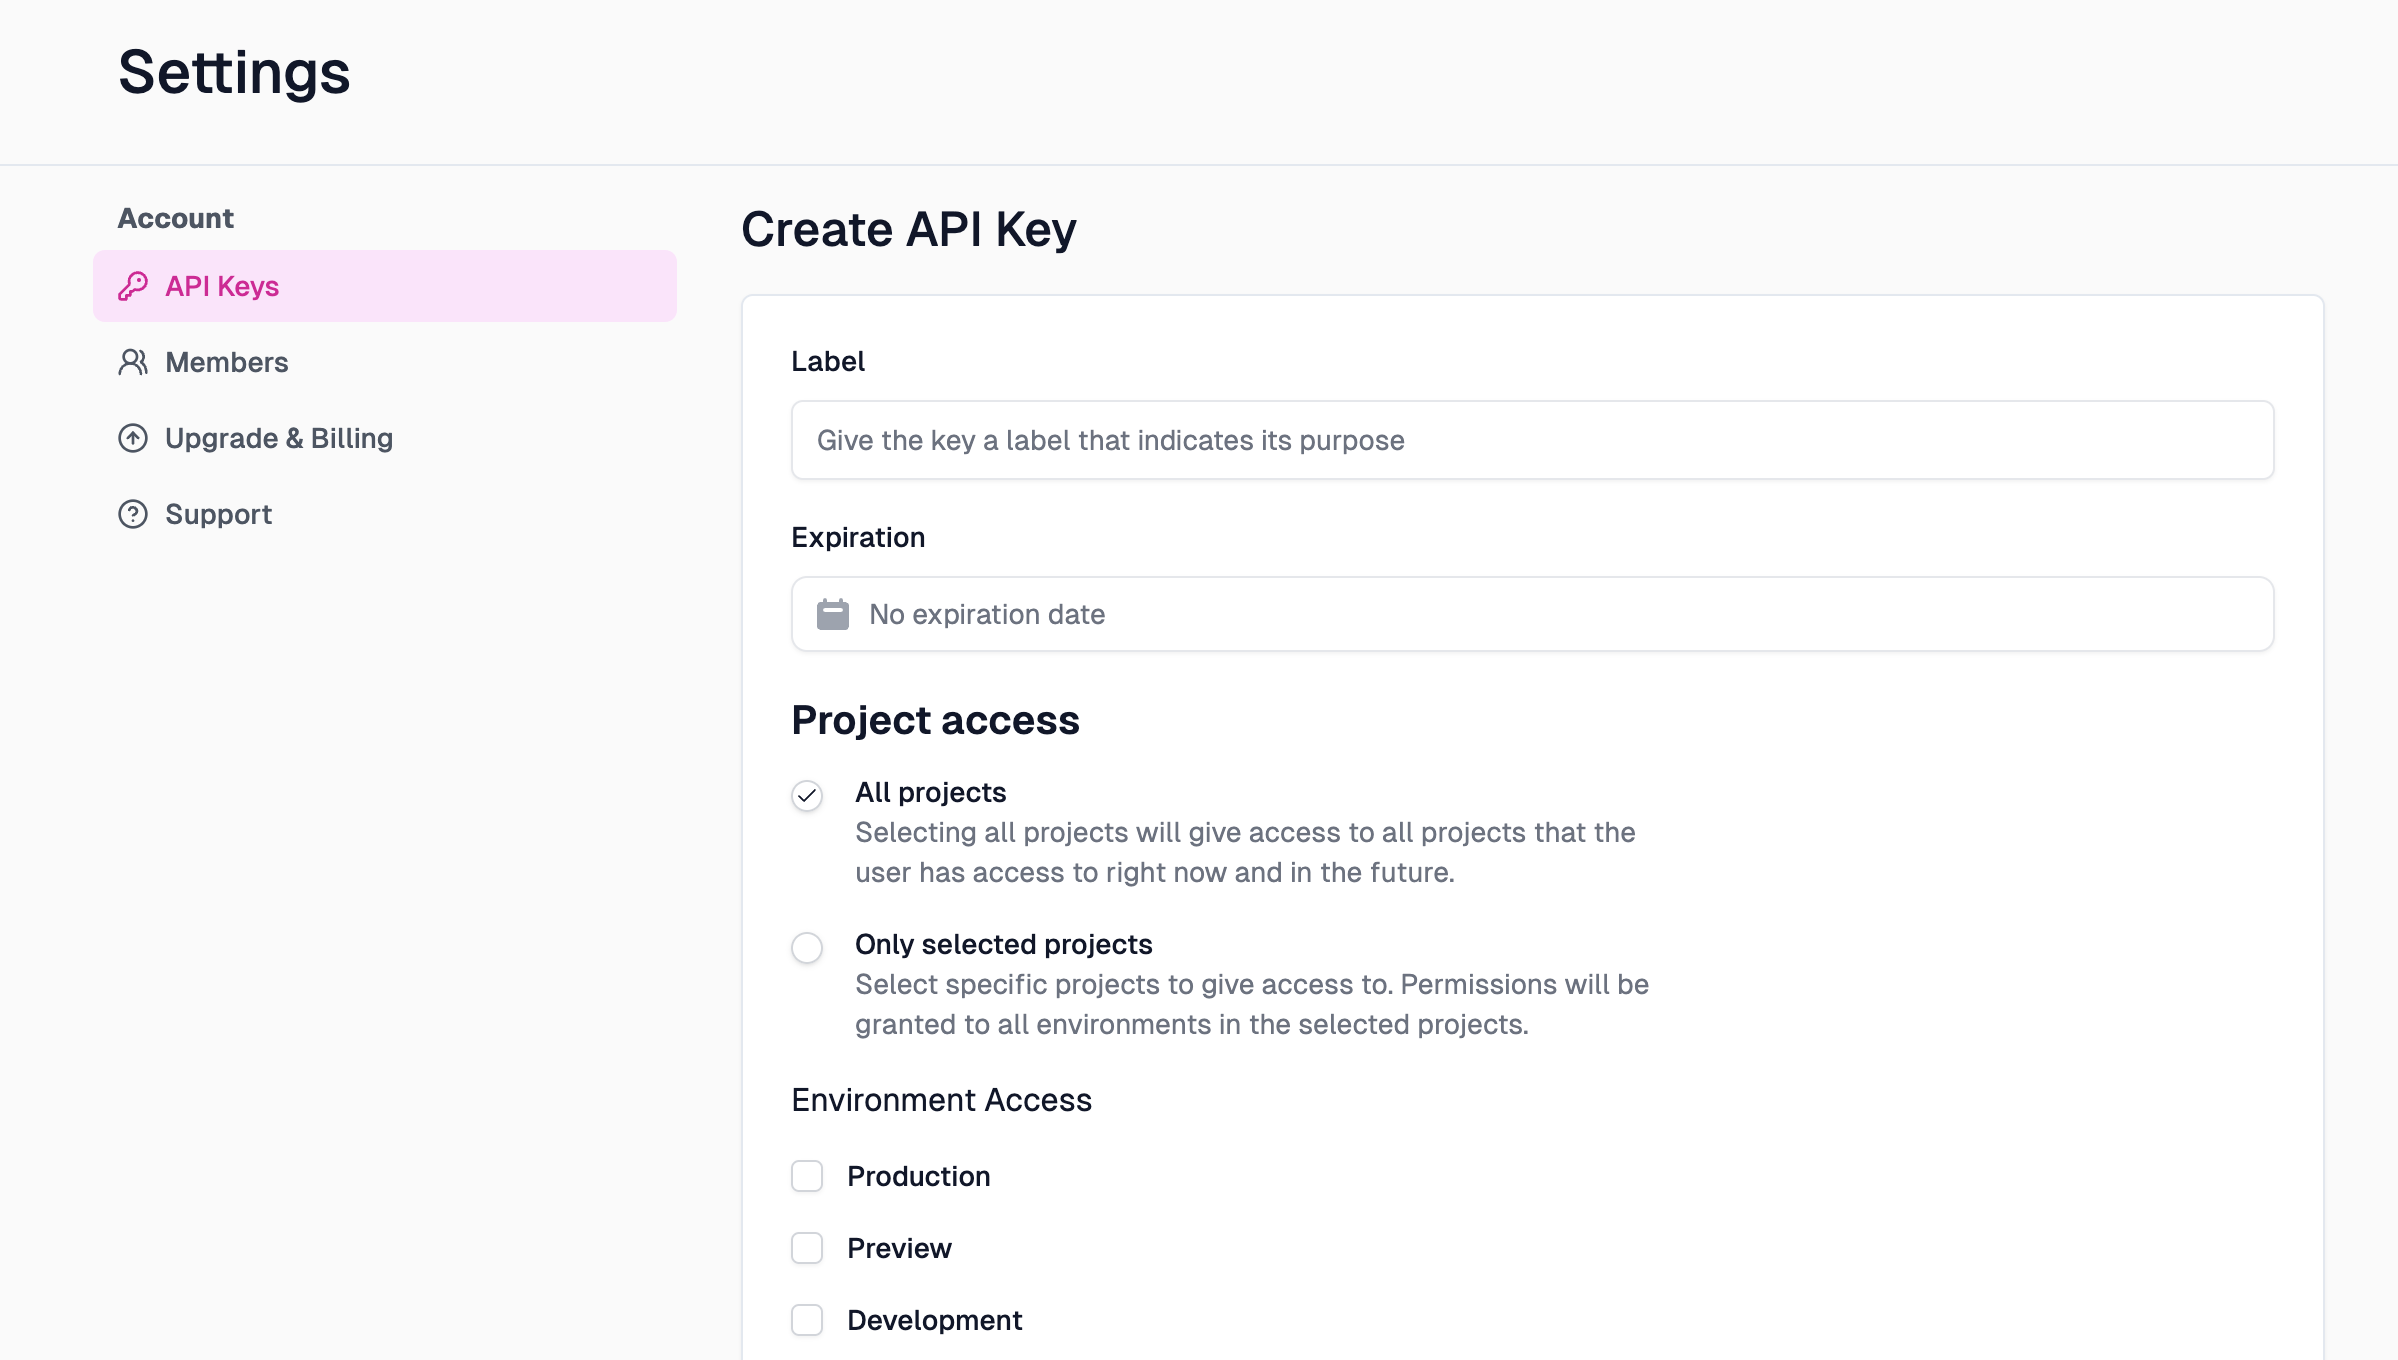 Settings
Account
API Keys
Members
Upgrade & Billing
Support
Create API Key
Label
Give the key a label that indicates its purpose
Expiration
No expiration date
Project access
All projects
Selecting all projects will give access to all projects that the
user has access to right now and in the future.
Only selected projects
Select specific projects to give access to. Permissions will be
granted to all environments in the selected projects.
Environment Access
Production
Preview
Development